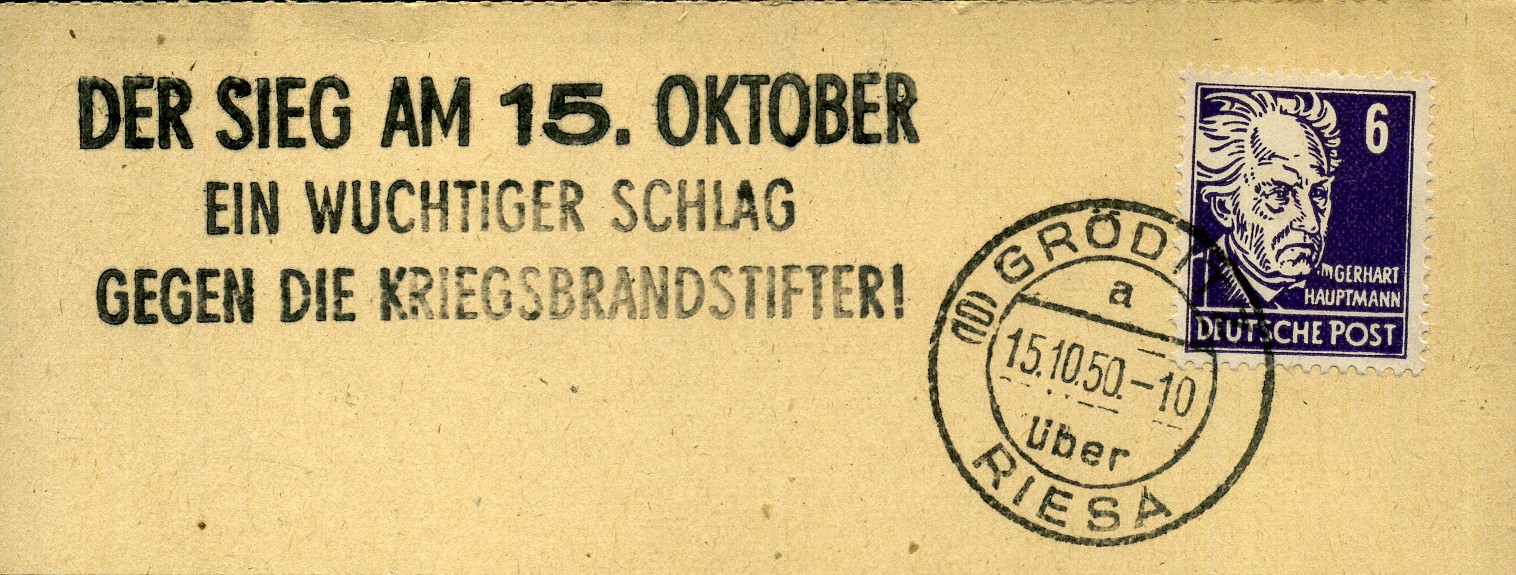 DER SIEG AM 15. OKTOBER
EIN WUCHTIGER SCHLAG
GEGEN DIE KRIEGSBRANDSTIFTER!
6
GERHART
HAUPTMANN
DEUTSCHE POST
(10)
a
15.10.50.-10
über
RIESA